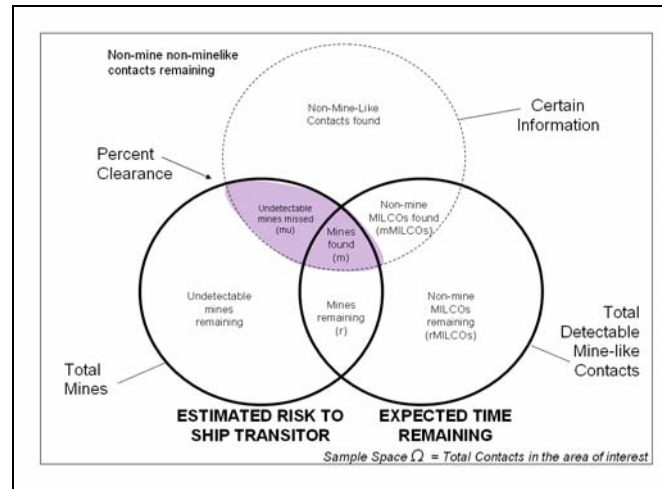 Non-mine non-minelike
contacts remaining
Non-Mine-Like
Contacts found
Certain
Information
Percent
Clearance
Undetectable
mines missed
(mu)
Mines
found
(m)
Non-mine
MILCOs found
(mMILCOs)
Undetectable
mines
remaining
Mines
remaining
(r)
Non-mine
MILCOs
remaining
(rMILCOs)
Total
Detectable
Mine-like
Contacts
Total
Mines
ESTIMATED RISK TO
SHIP TRANSITOR
EXPECTED TIME
REMAINING
Sample Space Ω = Total Contacts in the area of interest